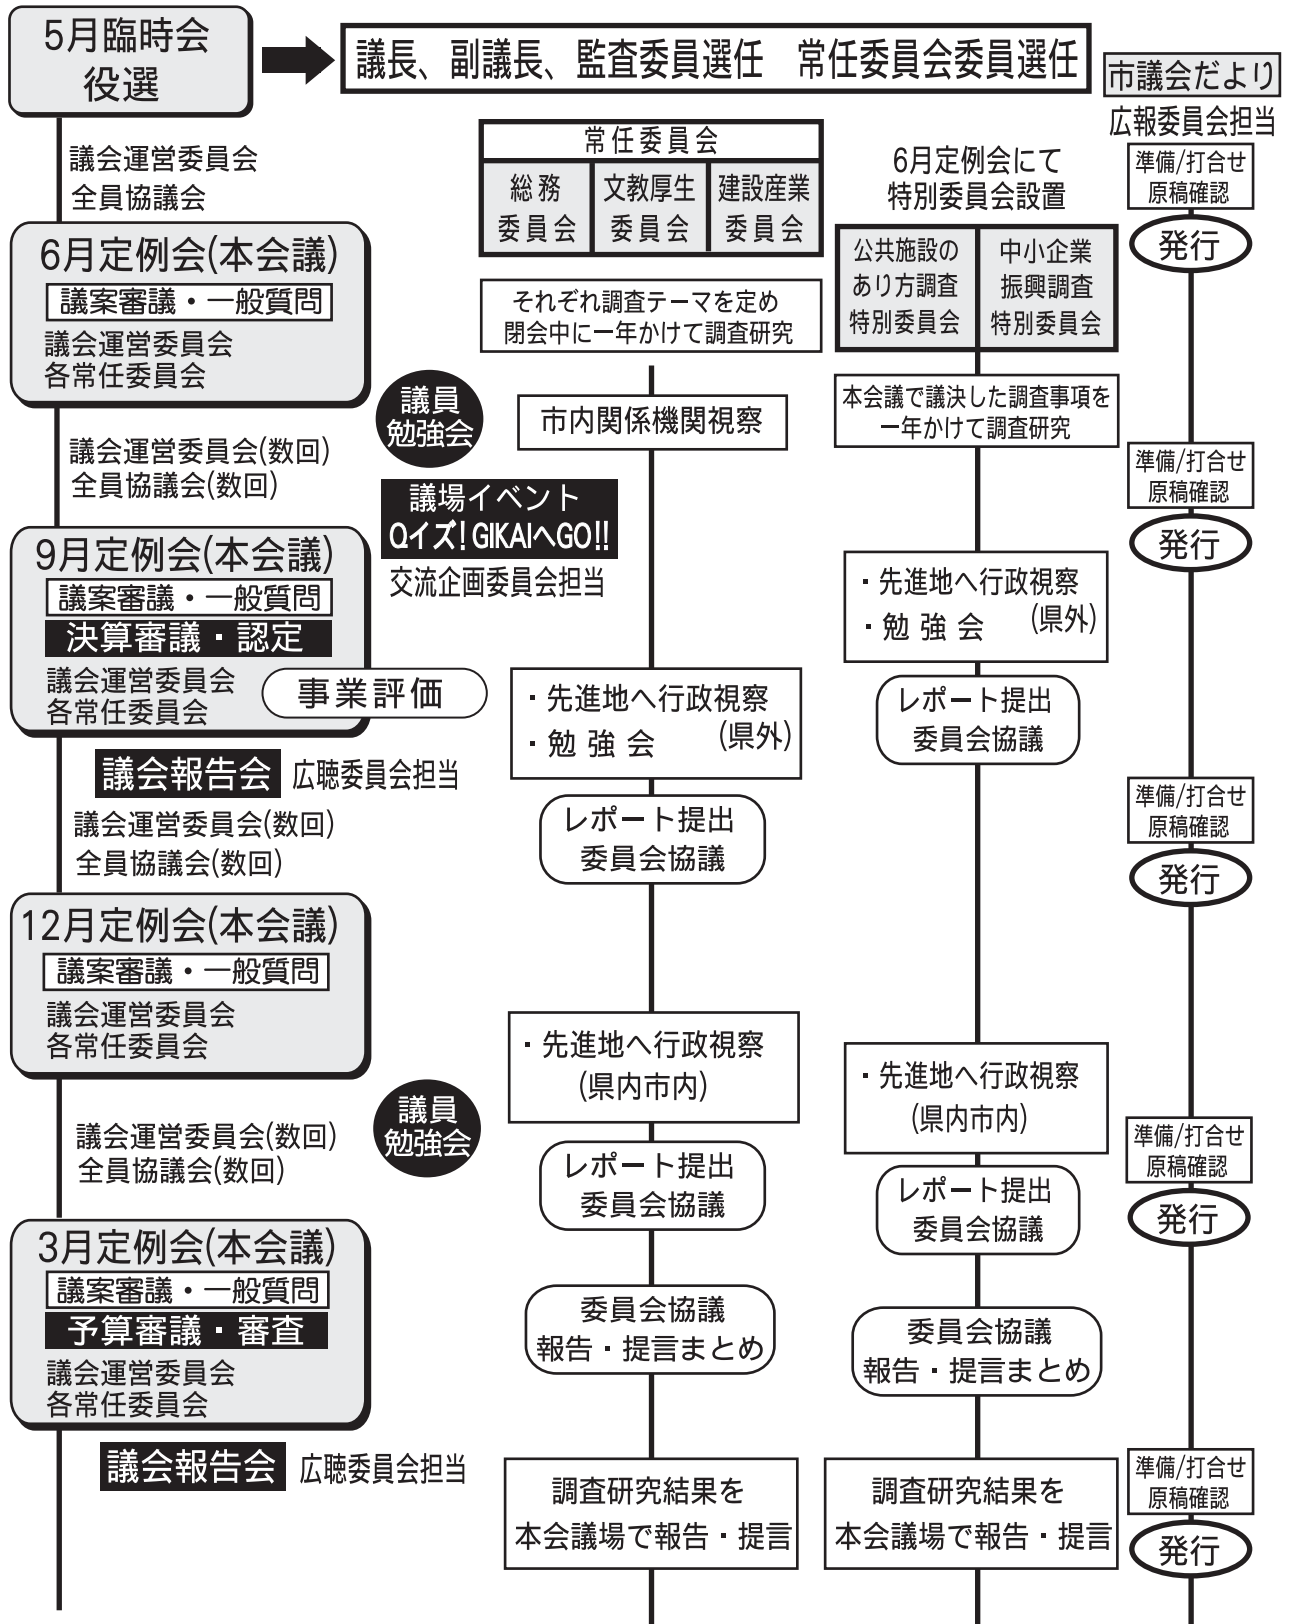 5月臨時会
役選
議長、副議長、監査委員選任　常任委員会委員選任
議会運営委員会
全員協議会
6月定例会(本会議)
議案審議・一般質問
議会運営委員会
各常任委員会
議会運営委員会(数回)
全員協議会(数回)
9月定例会(本会議)
議案審議・一般質問
決算審議・認定
議会運営委員会
各常任委員会
事業評価
議会報告会
広聴委員会担当
議会運営委員会(数回)
全員協議会(数回)
12月定例会(本会議)
議案審議・一般質問
議会運営委員会
各常任委員会
議会運営委員会(数回)
全員協議会(数回)
3月定例会(本会議)
議案審議・一般質問
予算審議・審査
議会運営委員会
各常任委員会
議会報告会
広聴委員会担当
議員
勉強会
議場イベント
Qイズ!GIKAIへGO!!
交流企画委員会担当
議員
勉強会
常任委員会
総務
委員会
文教厚生
委員会
建設産業
委員会
それぞれ調査テーマを定め
閉会中に一年かけて調査研究
市内関係機関視察
・先進地へ行政視察
(県外)
・勉強会
レポート提出
委員会協議
・先進地へ行政視察
(県内市内)
レポート提出
委員会協議
委員会協議
報告・提言まとめ
調査研究結果を
本会議場で報告・提言
6月定例会にて
特別委員会設置
公共施設の
あり方調査
特別委員会
中小企業
振興調査
特別委員会
本会議で議決した調査事項を
一年かけて調査研究
・先進地へ行政視察
(県外)
・勉強会
レポート提出
委員会協議
・先進地へ行政視察
(県内市内)
レポート提出
委員会協議
委員会協議
報告・提言まとめ
調査研究結果を
本会議場で報告・提言
市議会だより
広報委員会担当
準備/打合せ
原稿確認
発行
準備/打合せ
原稿確認
発行
準備/打合せ
原稿確認
発行
準備/打合せ
原稿確認
発行
準備/打合せ
原稿確認
発行